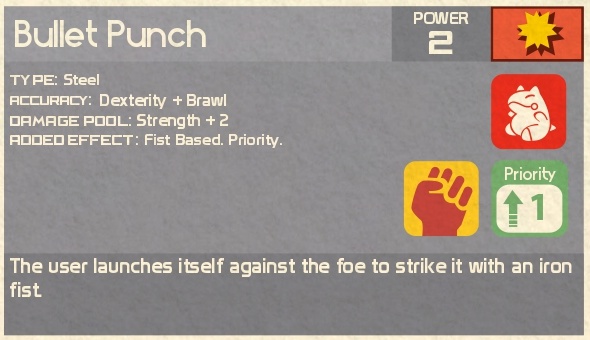 Bullet Punch
POWER
2
TYPE: Steel
ACCURACY: Dexterity + Brawl
DAMAGE POOL: Strength + 2
ADDED EFFECT: Fist Based. Priority.
Priority
1
The user launches itself against the foe to strike it with an iron
fist.